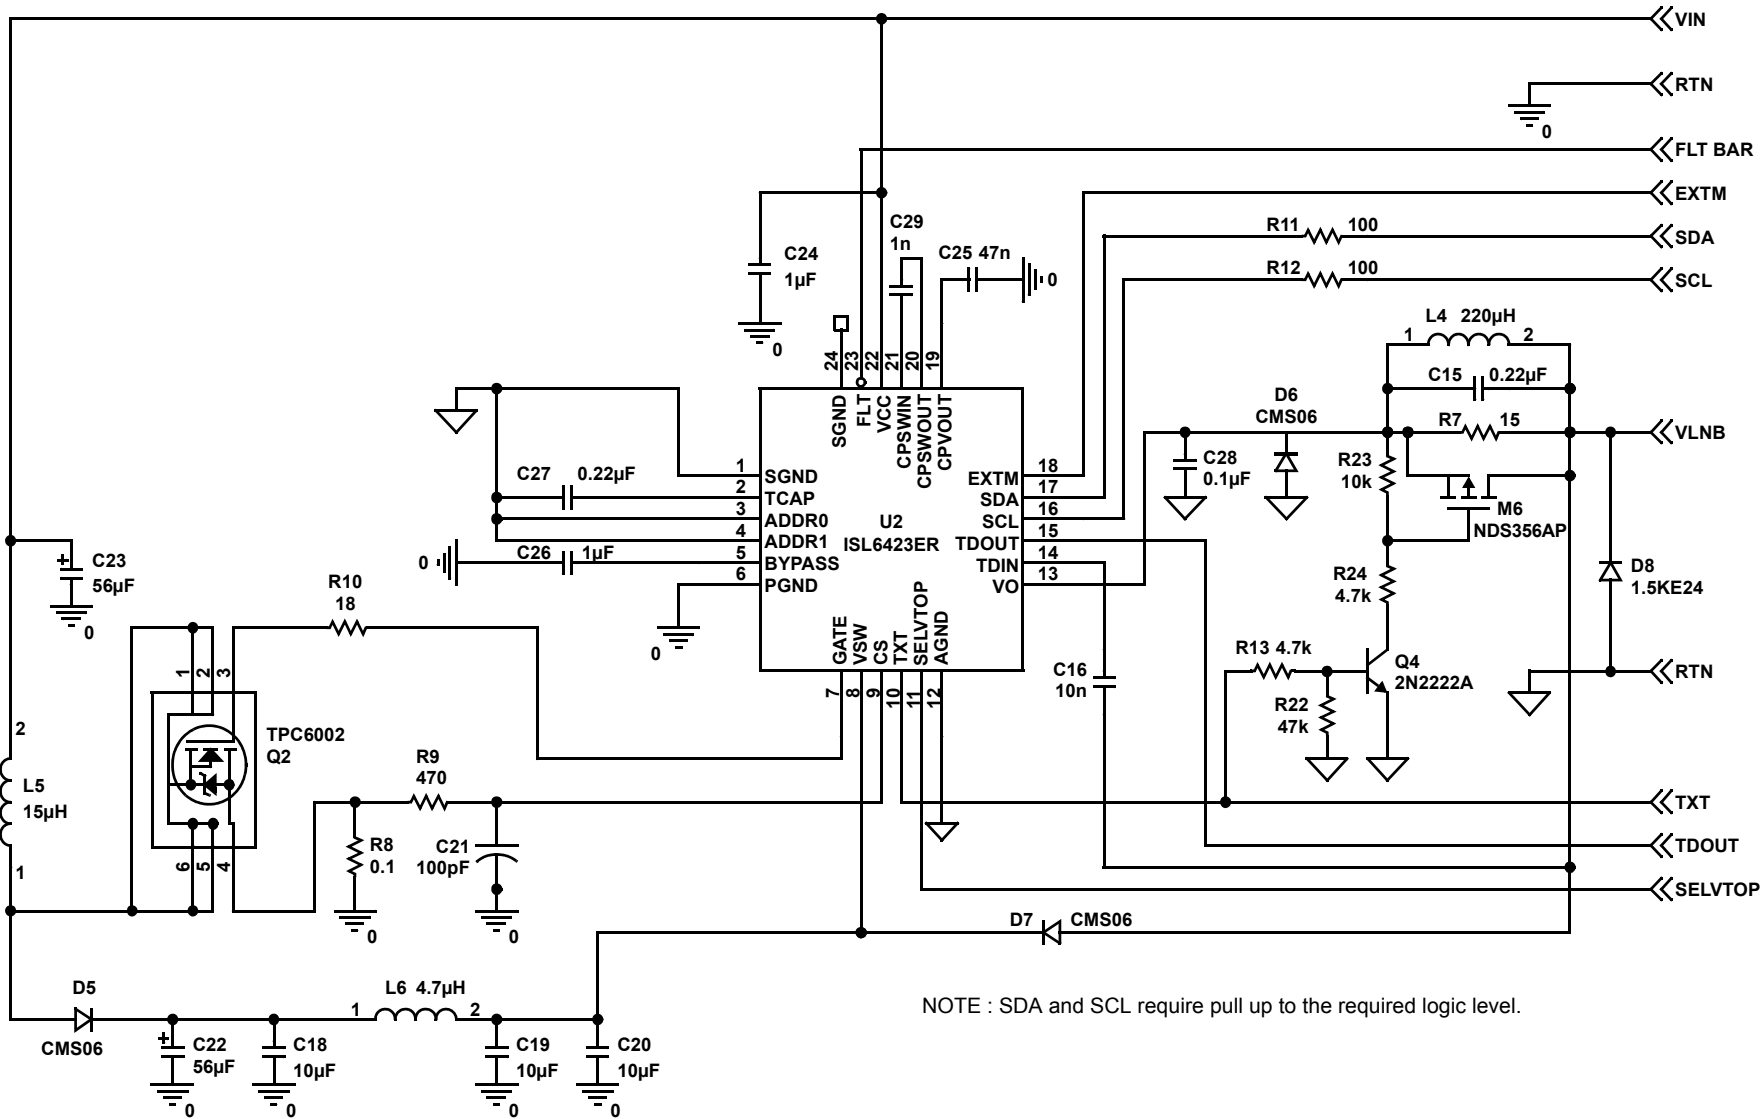 VIN
RTN
0
FLT BAR
EXTM
C29
1n
R11 100
SDA
C24
1µF
C25 47n
0
R12 100
SCL
0
L4 220µH
1 2
24
23
22
21
20
19
C15 0.22µF
D6
CMS06
SGND
FLT
VCC
CPSWIN
CPSWOUT
CPVOUT
R7 15
VLNB
C27 0.22µF
1 SGND
2 TCAP
3 ADDR0
4 ADDR1
5 BYPASS
6 PGND
U2
ISL6423ER
EXTM 18
SDA 17
SCL 16
TDOUT 15
TDIN 14
VO 13
C28
0.1µF
R23
10k
M6
NDS356AP
0
C26 1µF
C23
56µF
0
R10
18
0
R24
4.7k
D8
1.5KE24
GATE
VSW
CS
TXT
SELVTOP
AGND
7
8
9
10
11
12
C16
10n
R13 4.7k
Q4
2N2222A
RTN
R22
47k
1
2
3
TPC6002
Q2
2
L5
15µH
1
R9
470
6
5
4
R8
0.1
0
C21
100pF
0
TXT
TDOUT
SELVTOP
D7 CMS06
D5
CMS06
L6 4.7µH
1 2
C22
56µF
0
C18
10µF
0
C19
10µF
0
C20
10µF
0
NOTE : SDA and SCL require pull up to the required logic level.